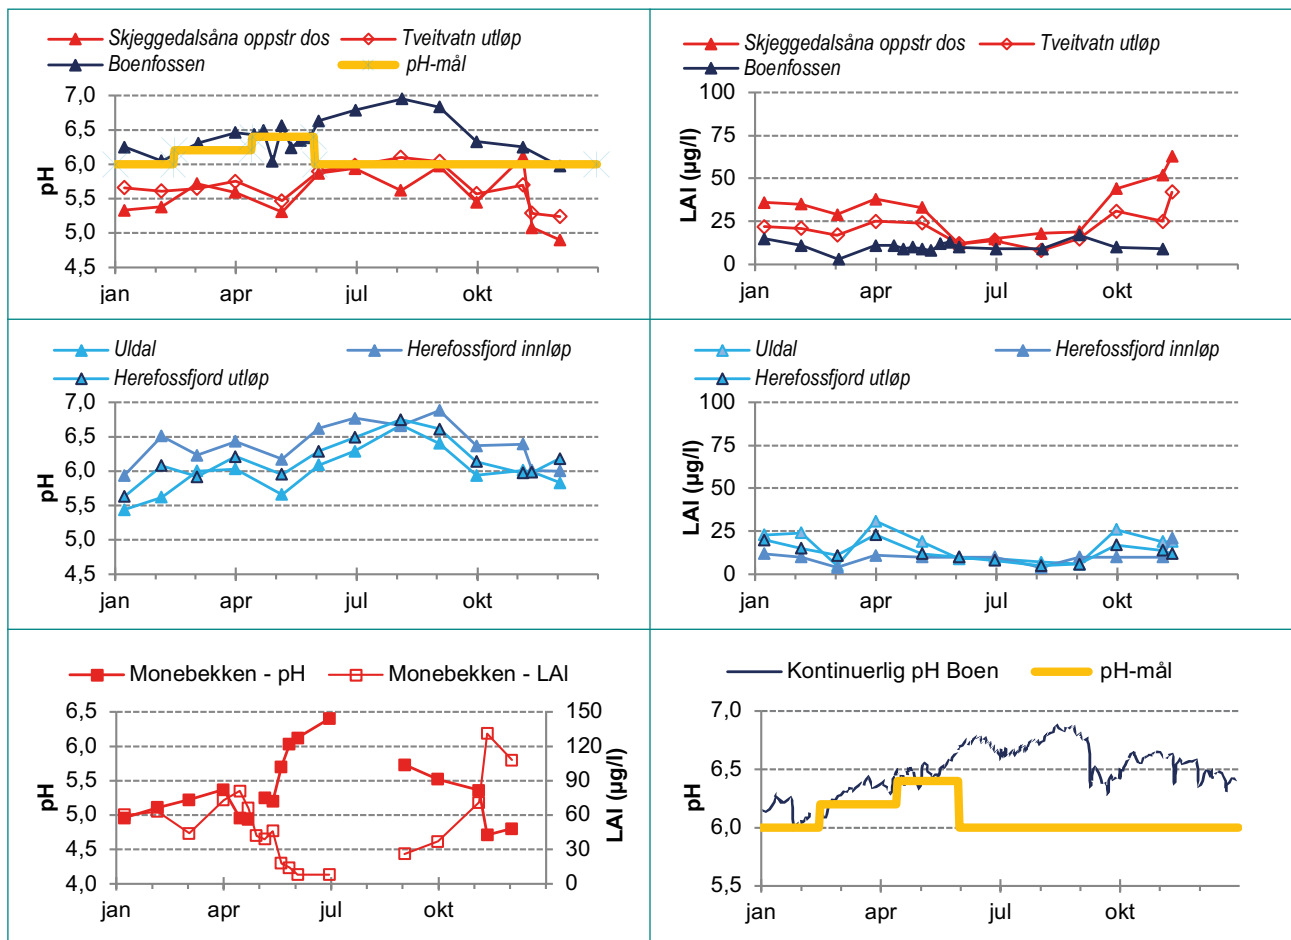 Skjeggedalsåna oppstr dos
Tveitvatn utløp
Boenfossen
pH-mål
7,0
6,5
6,0
5,5
5,0
4,5
pH
jan
apr
jul
okt
Skjeggedalsåna oppstr dos
Tveitvatn utløp
Boenfossen
100
75
50
25
0
LAl (µg/l)
jan
apr
jul
okt
Uldal
Herefossfjord innløp
Herefossfjord utløp
7,0
6,5
6,0
5,5
5,0
4,5
pH
jan
apr
jul
okt
Uldal
Herefossfjord innløp
Herefossfjord utløp
100
75
50
25
0
LAl (µg/l)
jan
apr
jul
okt
Monebekken - pH
Monebekken - LAl
6,5
6,0
5,5
5,0
4,5
4,0
pH
150
120
90
60
30
0
LAl (µg/l)
jan
apr
jul
okt
Kontinuerlig pH Boen
pH-mål
7,0
6,5
6,0
5,5
pH
jan
apr
jul
okt